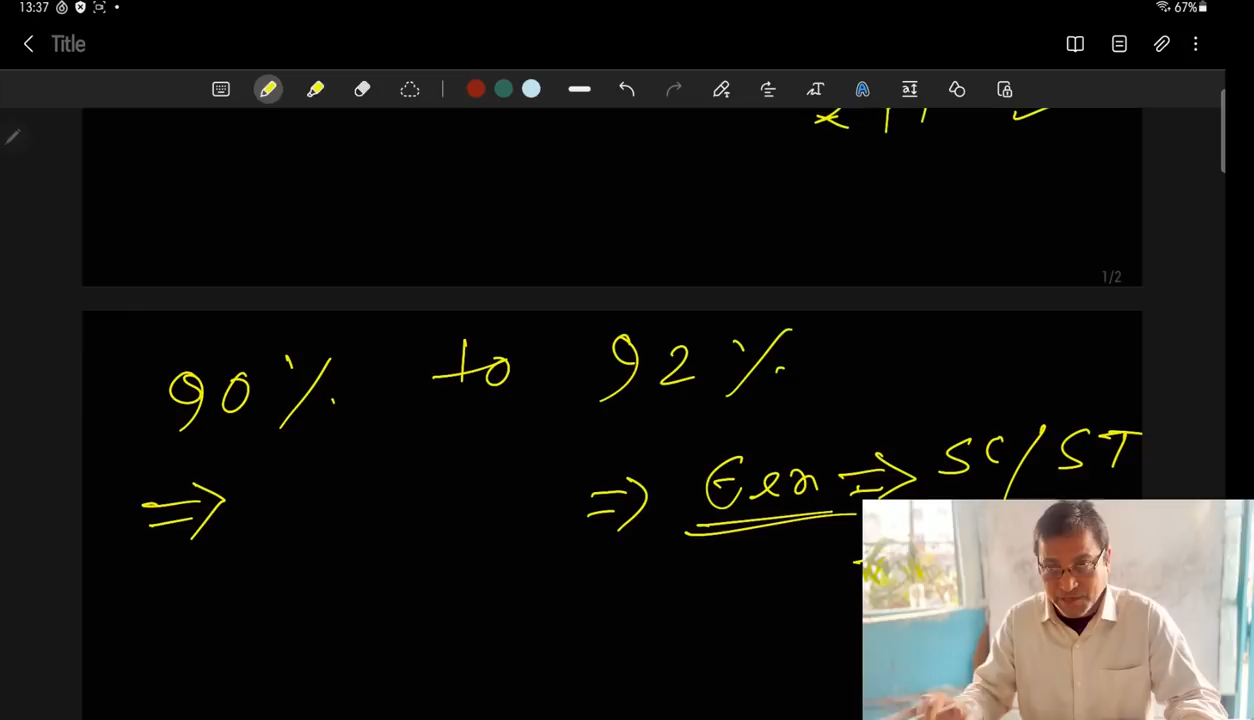 13:37 67%
Title
1/2
90% to 92%
⇒ ⇒ Gen ⇒ SC/ST